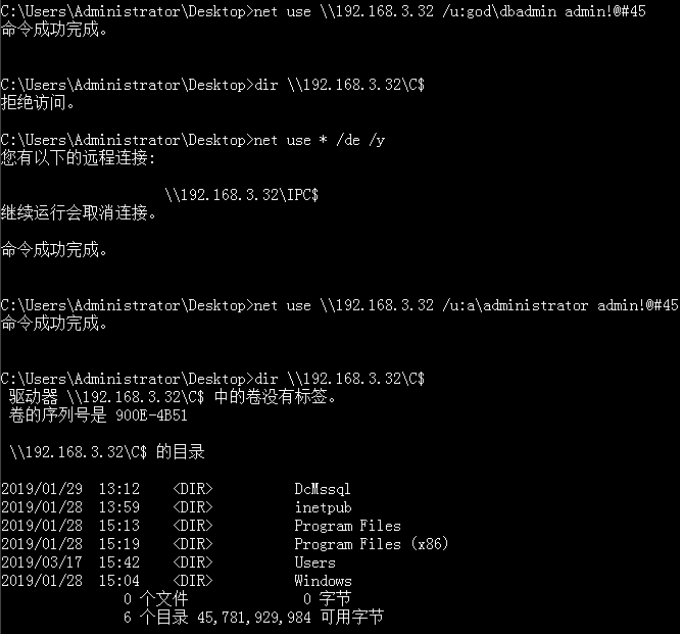 C:\Users\Administrator\Desktop>net use \\192.168.3.32 /u:god\dbadmin admin!@#45
命令成功完成。
C:\Users\Administrator\Desktop>dir \\192.168.3.32\C$
拒绝访问。
C:\Users\Administrator\Desktop>net use * /de /y
您有以下的远程连接:
\\192.168.3.32\IPC$
继续运行会取消连接。
命令成功完成。
C:\Users\Administrator\Desktop>net use \\192.168.3.32 /u:a\administrator admin!@#45
命令成功完成。
C:\Users\Administrator\Desktop>dir \\192.168.3.32\C$
驱动器 \\192.168.3.32\C$ 中的卷没有标签。
卷的序列号是 900E-4B51
\\192.168.3.32\C$ 的目录
2019/01/29 13:12 <DIR> DcMssql
2019/01/28 13:59 <DIR> inetpub
2019/01/28 15:13 <DIR> Program Files
2019/01/28 15:19 <DIR> Program Files (x86)
2019/03/17 15:42 <DIR> Users
2019/01/28 15:04 <DIR> Windows
0 个文件 0 字节
6 个目录 45,781,929,984 可用字节